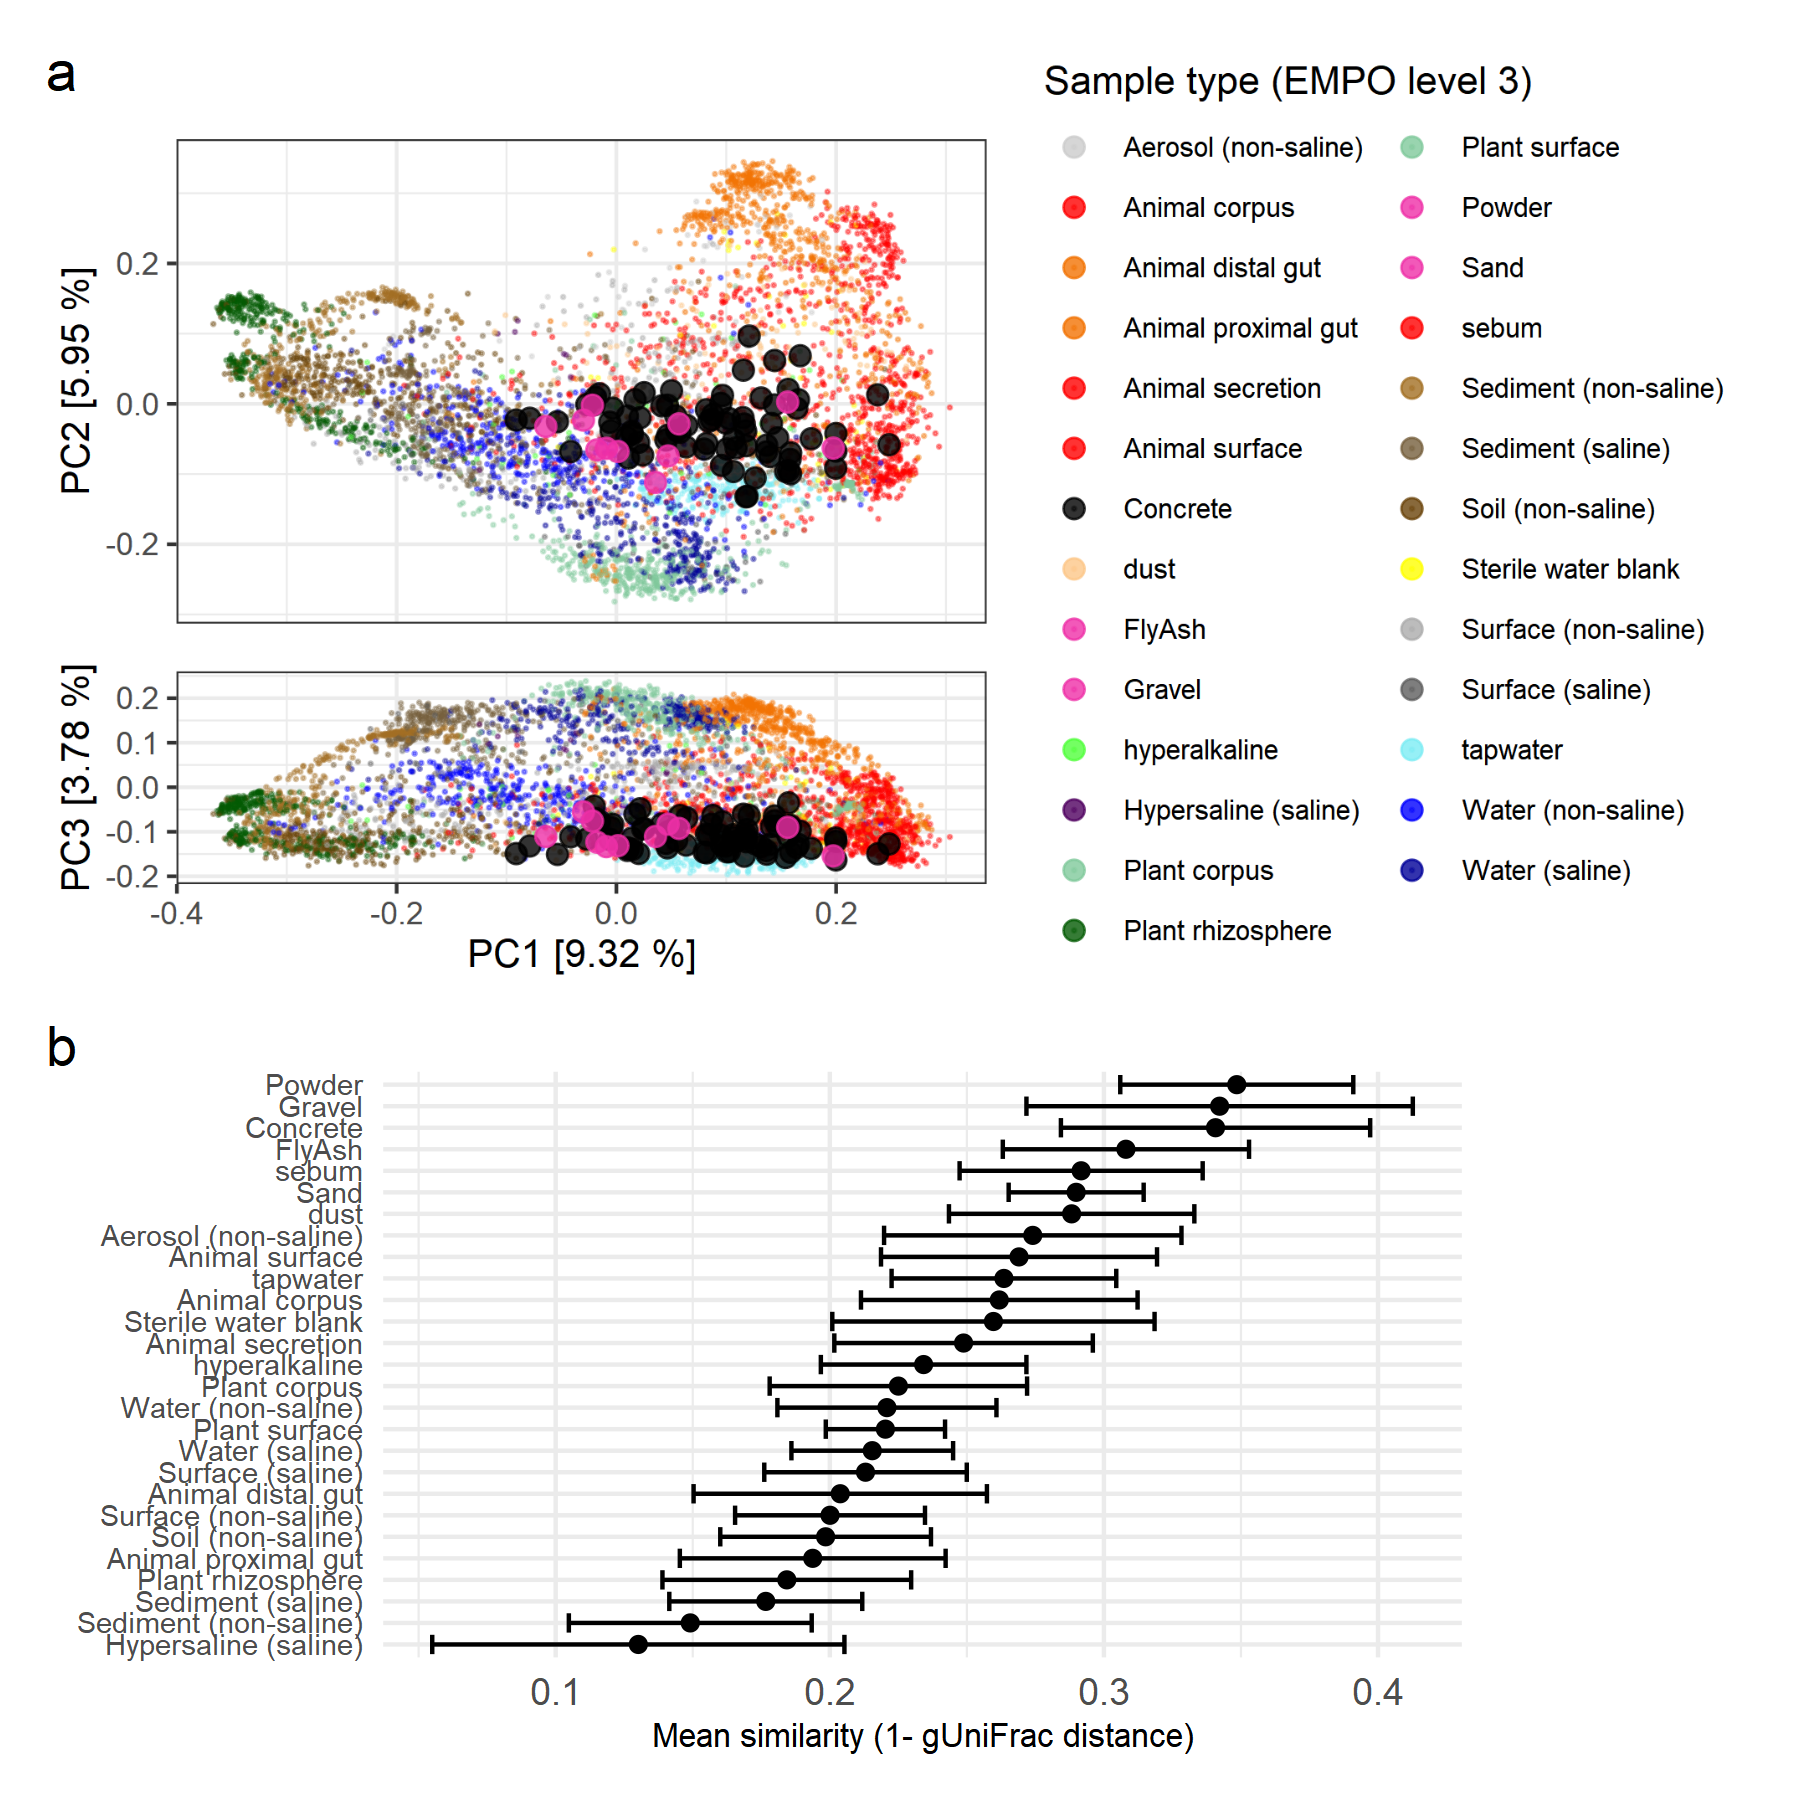 a
Sample type (EMPO level 3)
Aerosol (non-saline)
Animal corpus
Animal distal gut
Animal proximal gut
Animal secretion
Animal surface
Concrete
dust
FlyAsh
Gravel
hyperalkaline
Hypersaline (saline)
Plant corpus
Plant rhizosphere
Plant surface
Powder
Sand
sebum
Sediment (non-saline)
Sediment (saline)
Soil (non-saline)
Sterile water blank
Surface (non-saline)
Surface (saline)
tapwater
Water (non-saline)
Water (saline)
PC2 [5.95 %]
0.2
0.0
-0.2
PC3 [3.78 %]
0.2
0.1
0.0
-0.1
-0.2
-0.4 -0.2 0.0 0.2
PC1 [9.32 %]
b
Powder
Gravel
Concrete
FlyAsh
sebum
Sand
dust
Aerosol (non-saline)
Animal surface
tapwater
Animal corpus
Sterile water blank
Animal secretion
hyperalkaline
Plant corpus
Water (non-saline)
Plant surface
Water (saline)
Surface (saline)
Animal distal gut
Surface (non-saline)
Soil (non-saline)
Animal proximal gut
Plant rhizosphere
Sediment (saline)
Sediment (non-saline)
Hypersaline (saline)
0.1 0.2 0.3 0.4
Mean similarity (1- gUniFrac distance)